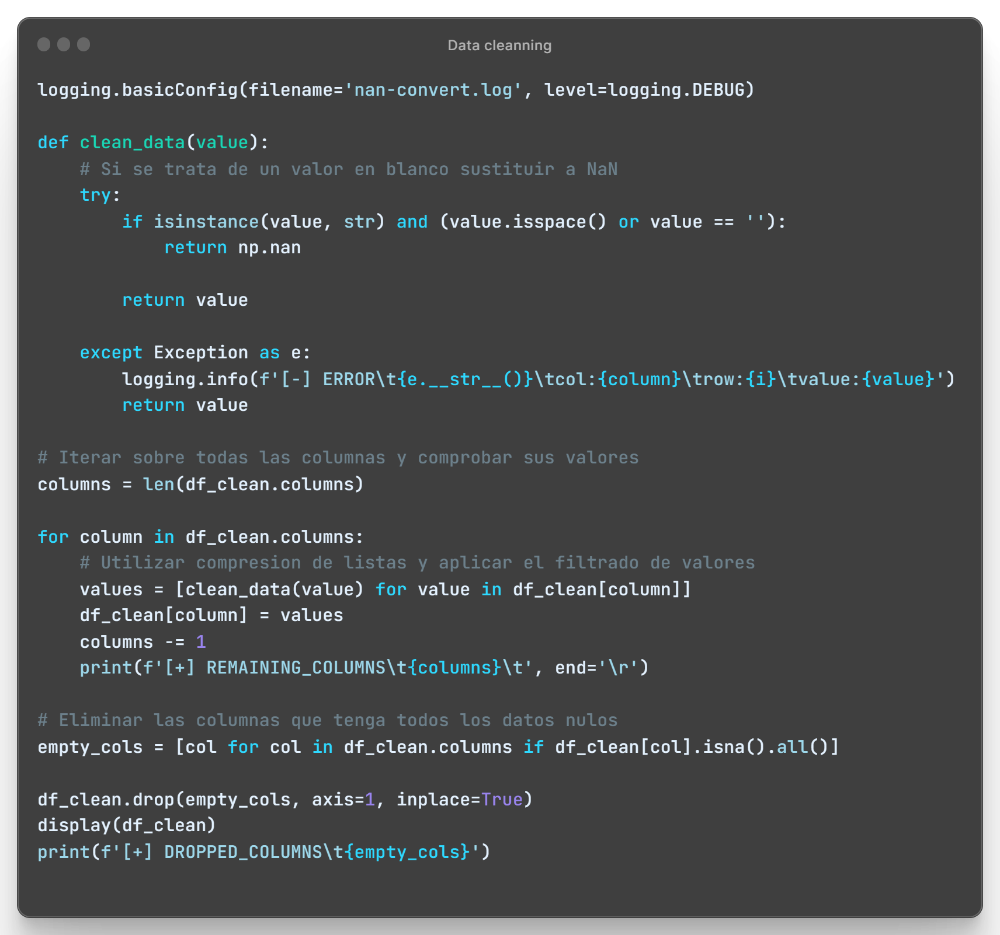 Data cleanning
logging.basicConfig(filename='nan-convert.log', level=logging.DEBUG)
def clean_data(value):
    # Si se trata de un valor en blanco sustituir a NaN
    try:
        if isinstance(value, str) and (value.isspace() or value == ''):
            return np.nan
        return value
    except Exception as e:
        logging.info(f'[-] ERROR\t{e.__str__()}\tcol:{column}\trow:{i}\tvalue:{value}')
        return value
# Iterar sobre todas las columnas y comprobar sus valores
columns = len(df_clean.columns)
for column in df_clean.columns:
    # Utilizar compresion de listas y aplicar el filtrado de valores
    values = [clean_data(value) for value in df_clean[column]]
    df_clean[column] = values
    columns -= 1
    print(f'[+] REMAINING_COLUMNS\t{columns}\t', end='\r')
# Eliminar las columnas que tenga todos los datos nulos
empty_cols = [col for col in df_clean.columns if df_clean[col].isna().all()]
df_clean.drop(empty_cols, axis=1, inplace=True)
display(df_clean)
print(f'[+] DROPPED_COLUMNS\t{empty_cols}')